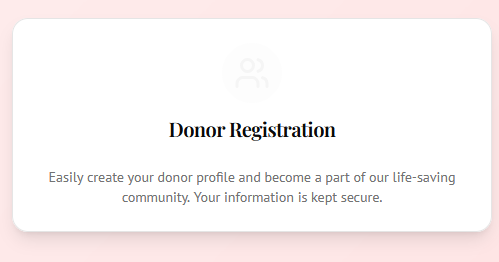 Donor Registration
Easily create your donor profile and become a part of our life-saving
community. Your information is kept secure.